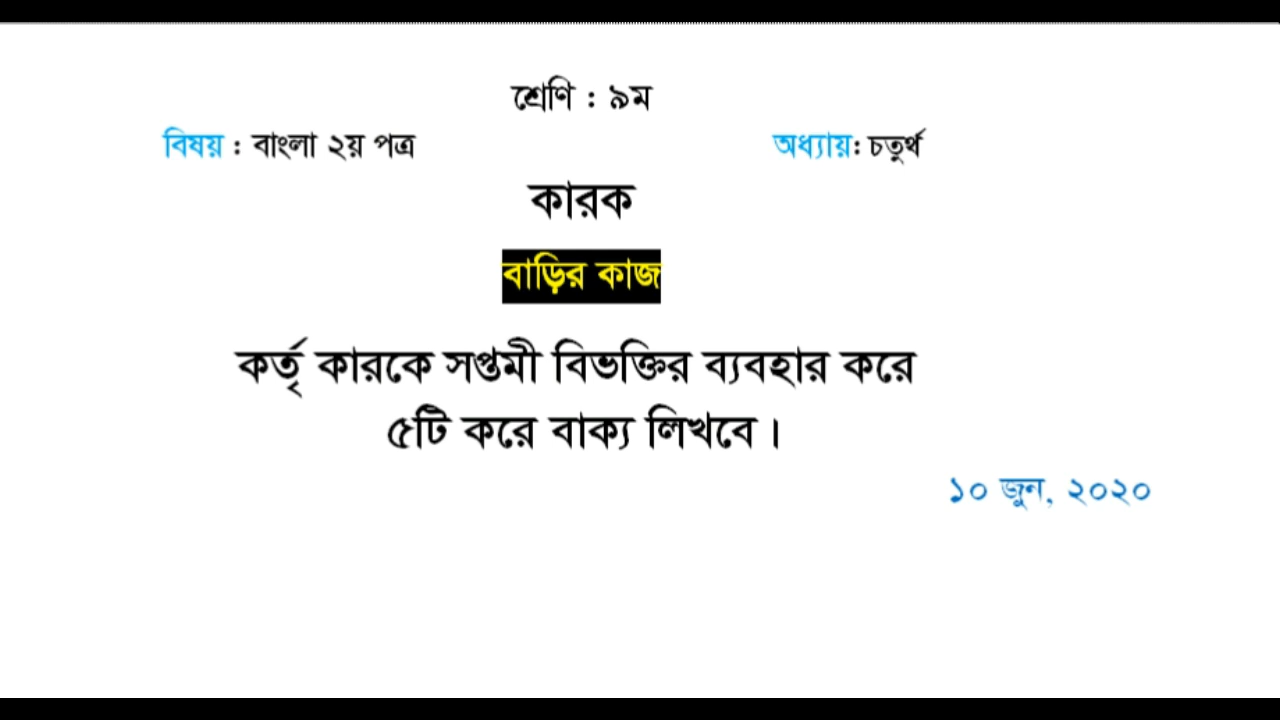 শ্রেণি : ৯ম
বিষয় : বাংলা ২য় পত্র অধ্যায়: চতুর্থ
কারক
বাড়ির কাজ
কর্তৃ কারকে সপ্তমী বিভক্তির ব্যবহার করে
৫টি করে বাক্য লিখবে।
১০ জুন, ২০২০